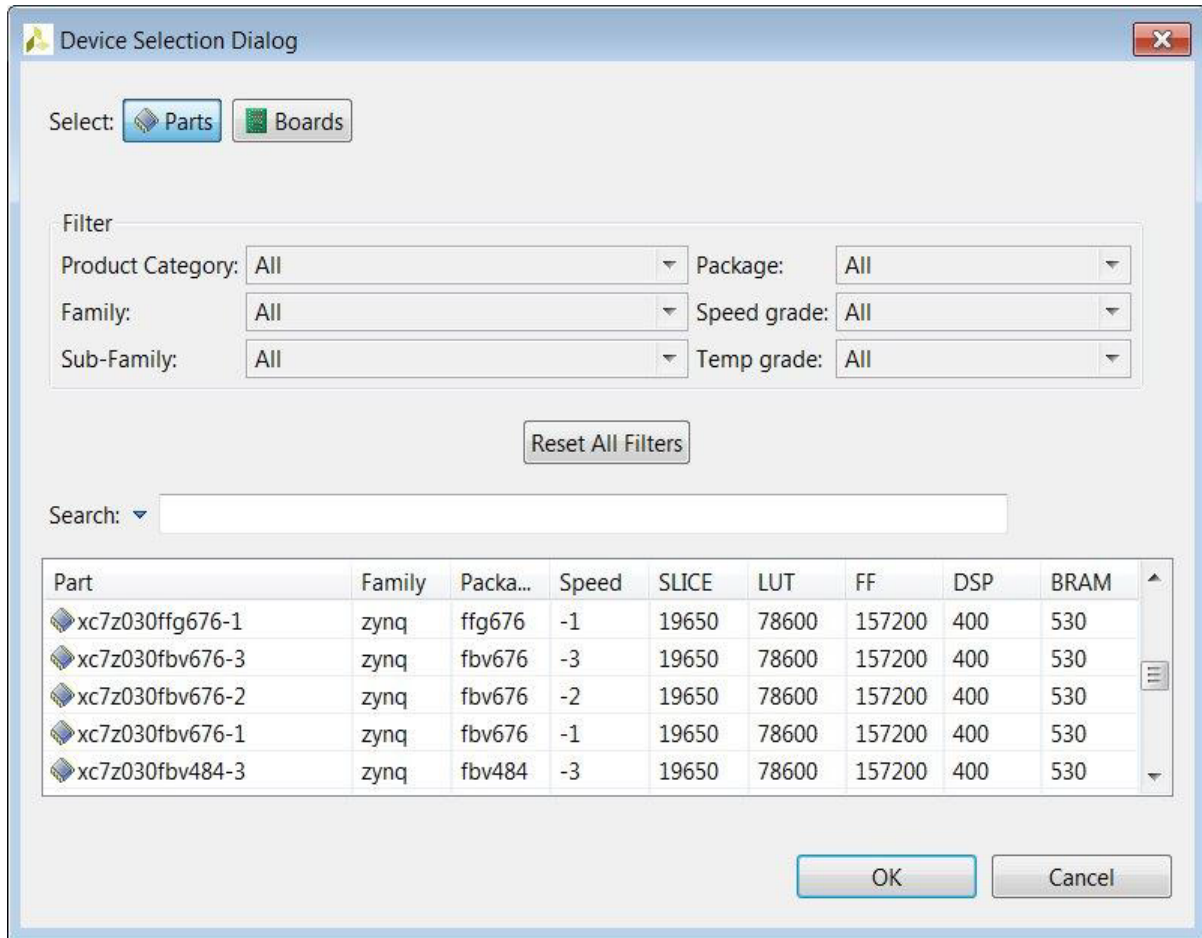 Device Selection Dialog
Select: Parts Boards
Filter
Product Category: All Package: All
Family: All Speed grade: All
Sub-Family: All Temp grade: All
Reset All Filters
Search:
Part Family Packa... Speed SLICE LUT FF DSP BRAM
xc7z030ffg676-1 zynq ffg676 -1 19650 78600 157200 400 530
xc7z030fbv676-3 zynq fbv676 -3 19650 78600 157200 400 530
xc7z030fbv676-2 zynq fbv676 -2 19650 78600 157200 400 530
xc7z030fbv676-1 zynq fbv676 -1 19650 78600 157200 400 530
xc7z030fbv484-3 zynq fbv484 -3 19650 78600 157200 400 530
OK Cancel